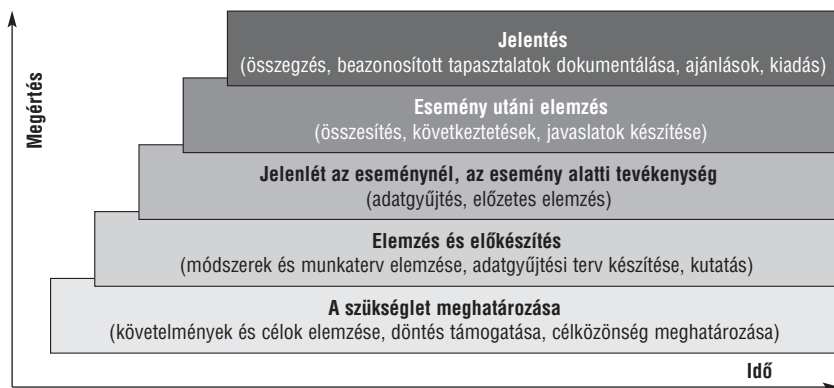 Megértés
Jelentés
(összegzés, beazonosított tapasztalatok dokumentálása, ajánlások, kiadás)
Esemény utáni elemzés
(összesítés, következtetések, javaslatok készítése)
Jelenlét az eseménynél, az esemény alatti tevékenység
(adatgyűjtés, előzetes elemzés)
Elemzés és előkészítés
(módszerek és munkaterv elemzése, adatgyűjtési terv készítése, kutatás)
A szükséglet meghatározása
(követelmények és célok elemzése, döntés támogatása, célközönség meghatározása)
Idő